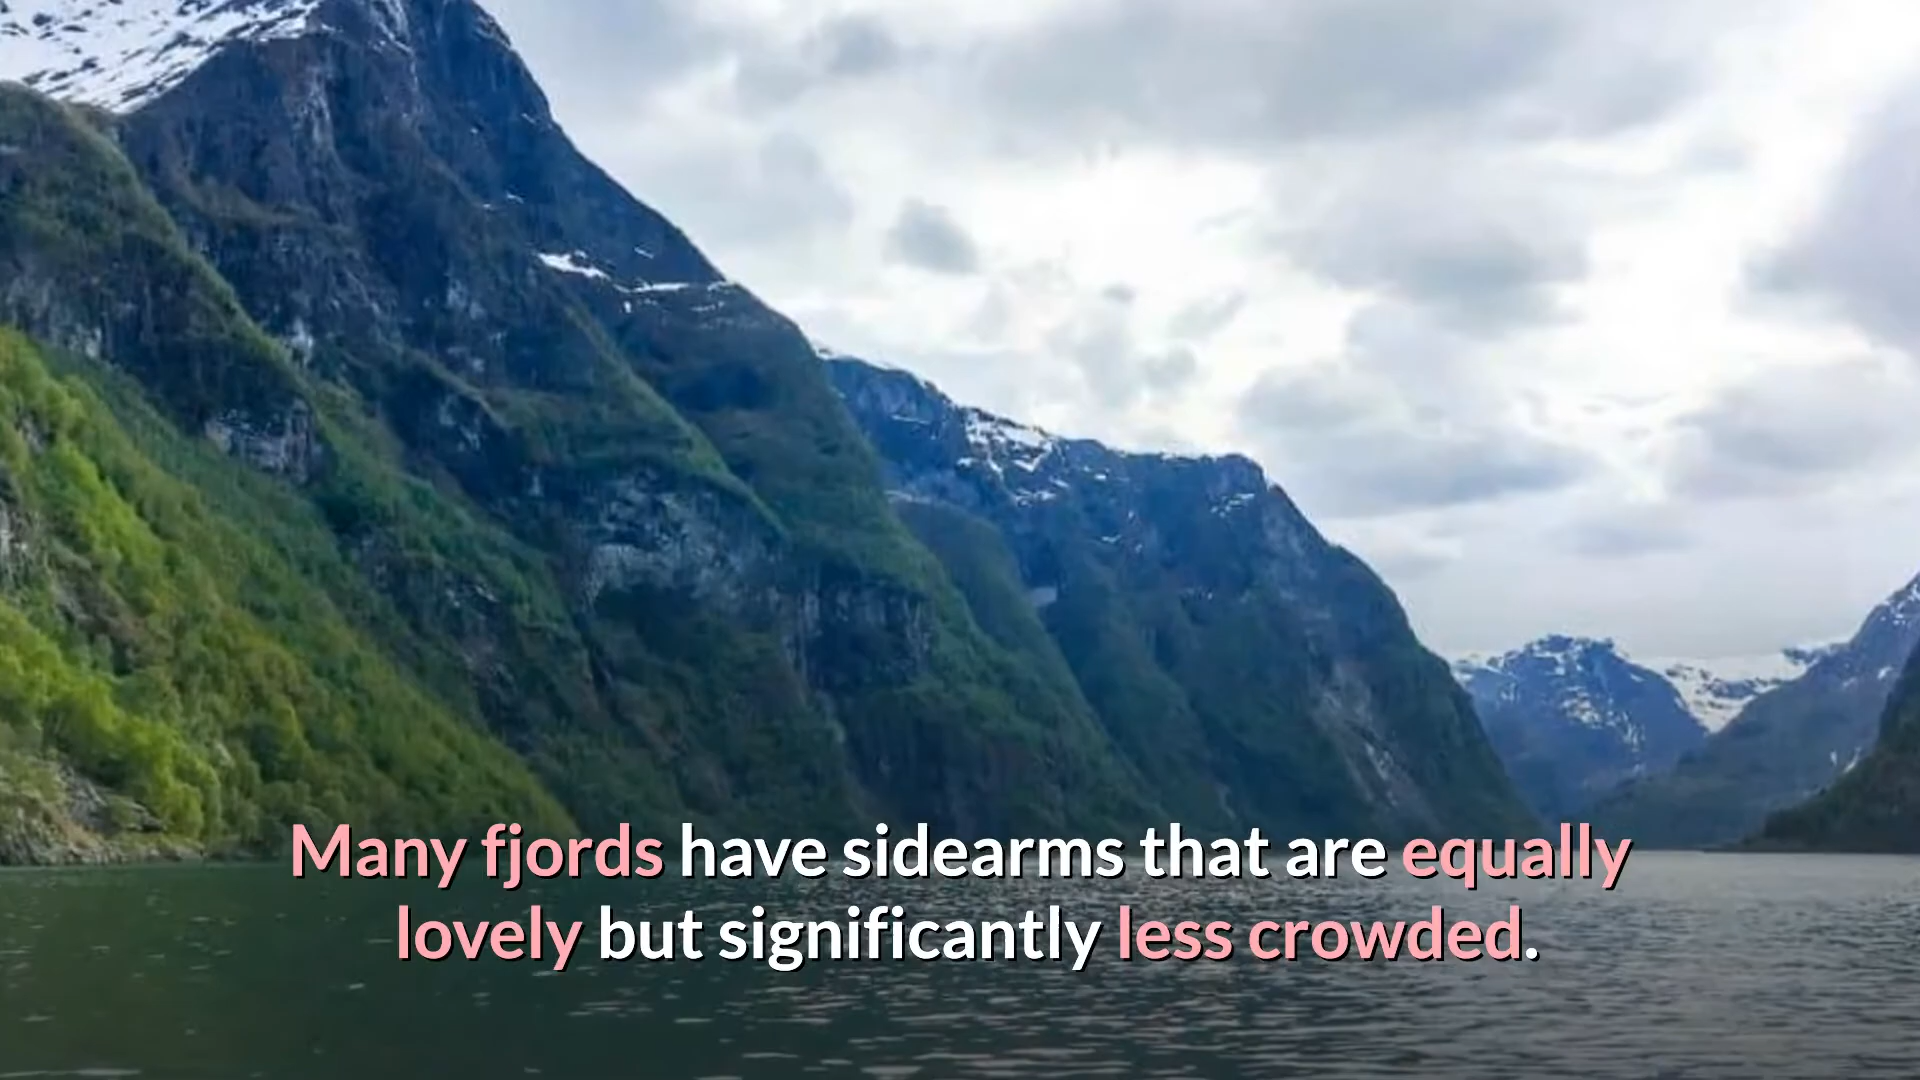 Many fjords have sidearms that are equally
lovely but significantly less crowded.